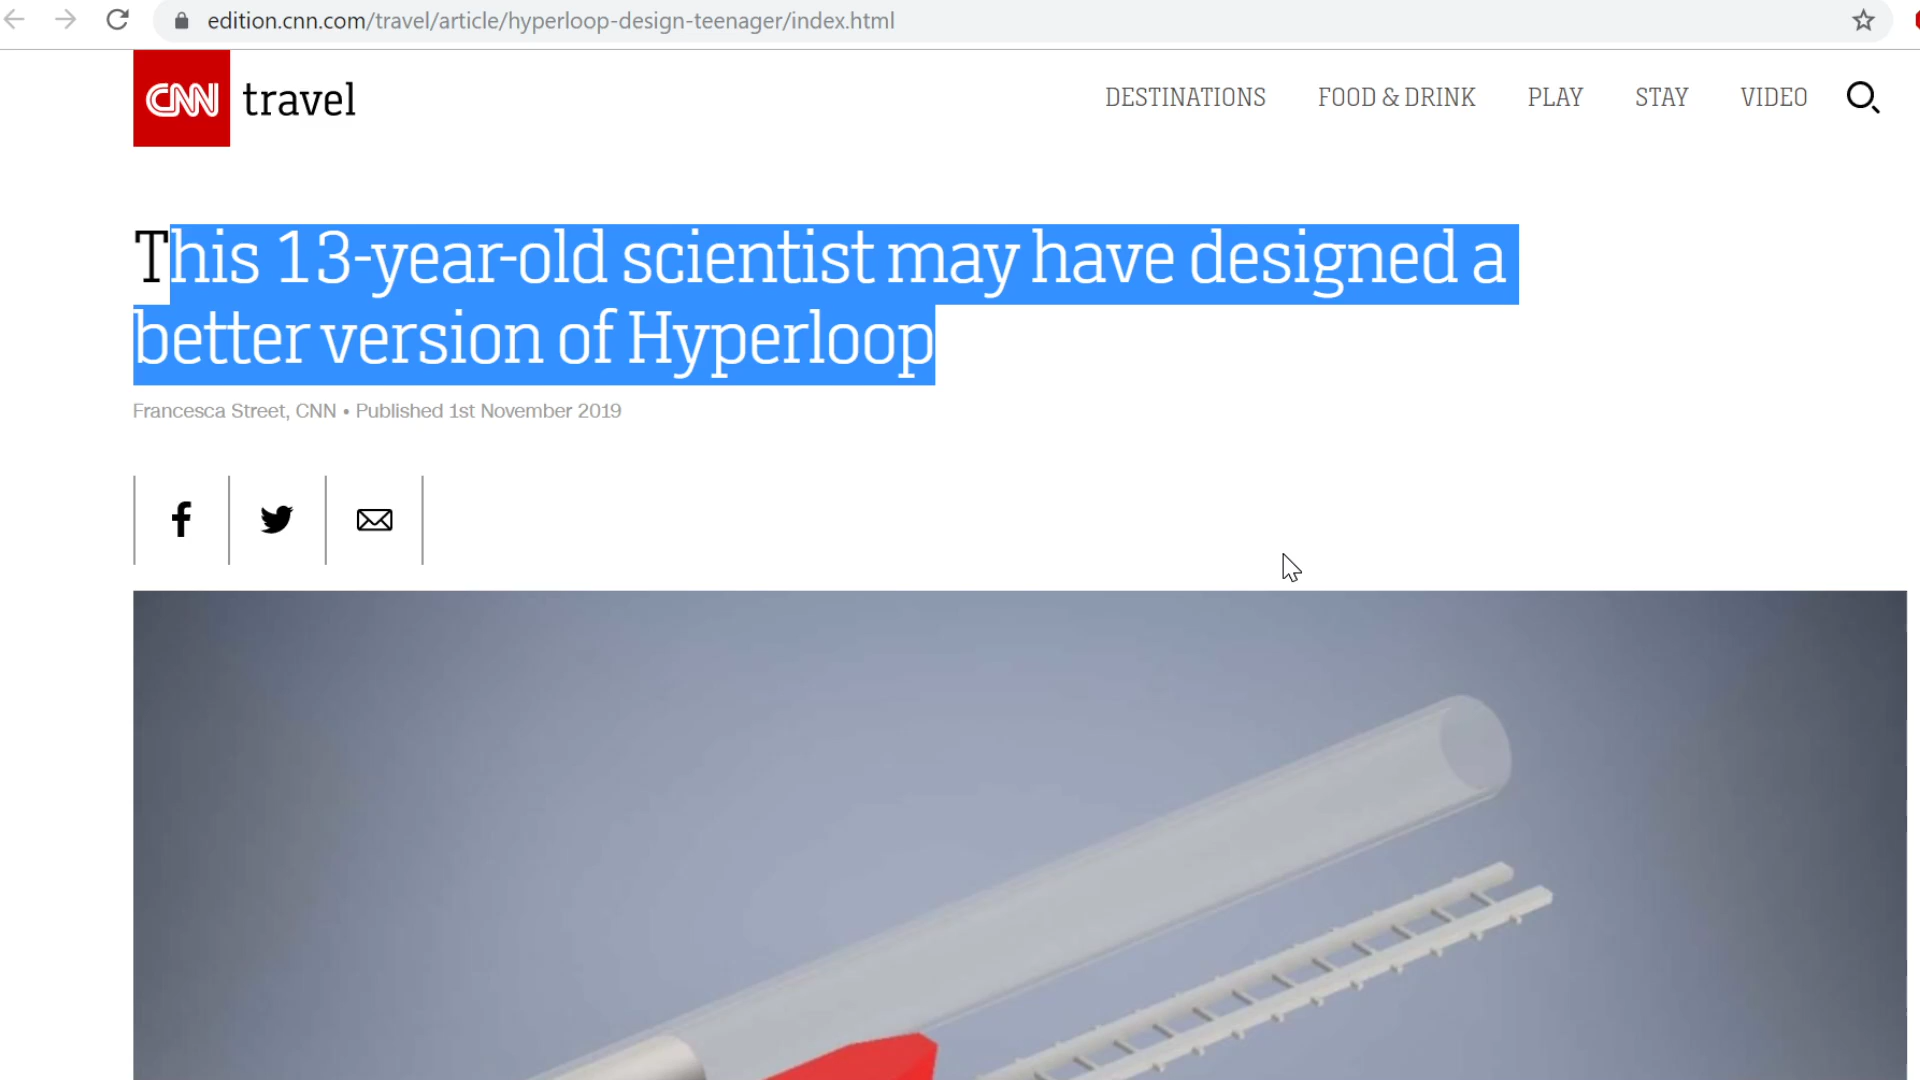 edition.cnn.com/travel/article/hyperloop-design-teenager/index.html
CNN travel
DESTINATIONS FOOD & DRINK PLAY STAY VIDEO
This 13-year-old scientist may have designed a
better version of Hyperloop
Francesca Street, CNN • Published 1st November 2019